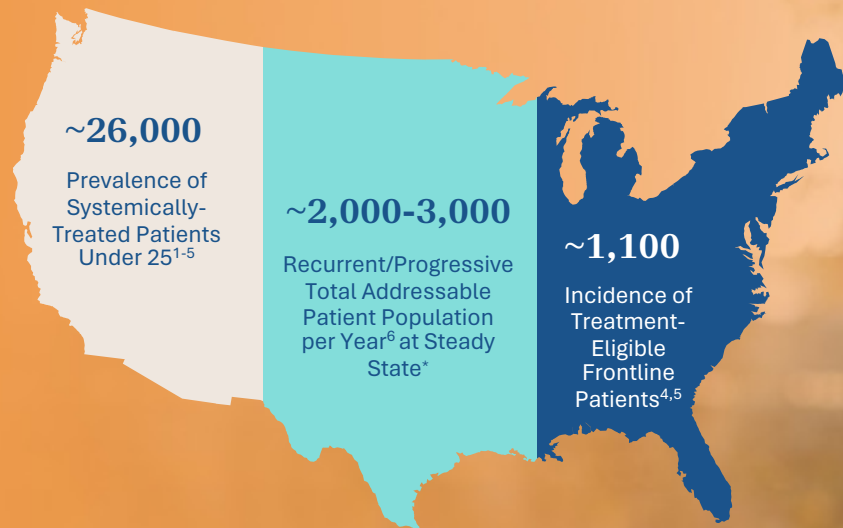 ~26,000
Prevalence of
Systemically-
Treated Patients
Under 25¹⁻⁵
~2,000-3,000
Recurrent/Progressive
Total Addressable
Patient Population
per Year⁶ at Steady
State*
~1,100
Incidence of
Treatment-
Eligible
Frontline
Patients⁴,⁵